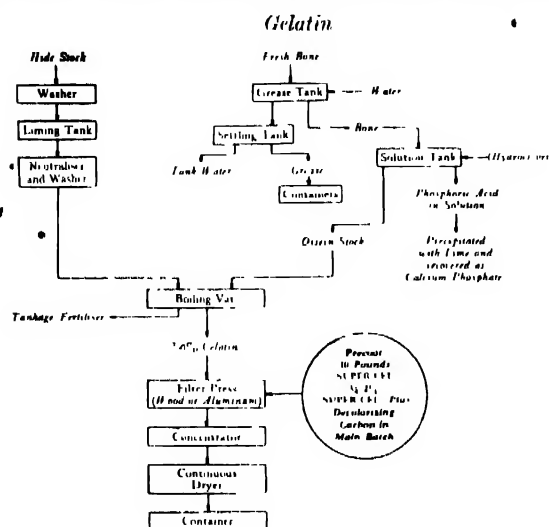 Gelatin
Hide Stock
Fresh Bone
Washer
Grease Tank
Water
Liming Tank
Settling Tank
Bone
Neutraliser
and Washer
Solution Tank
Tank Water
Grease
Containers
Phosphoric Acid
in Solution
Ossein Stock
Precipitated
with Lime and
recovered as
Calcium Phosphate
Boiling Vat
Tankage Fertiliser
Gelatin
Filter Press
(Wood or Aluminum)
Precoat
10 Pounds
SUPER CEL
SUPER CEL Plus
Decolorizing
Carbon in
Main Batch
Concentrator
Continuous
Dryer
Container